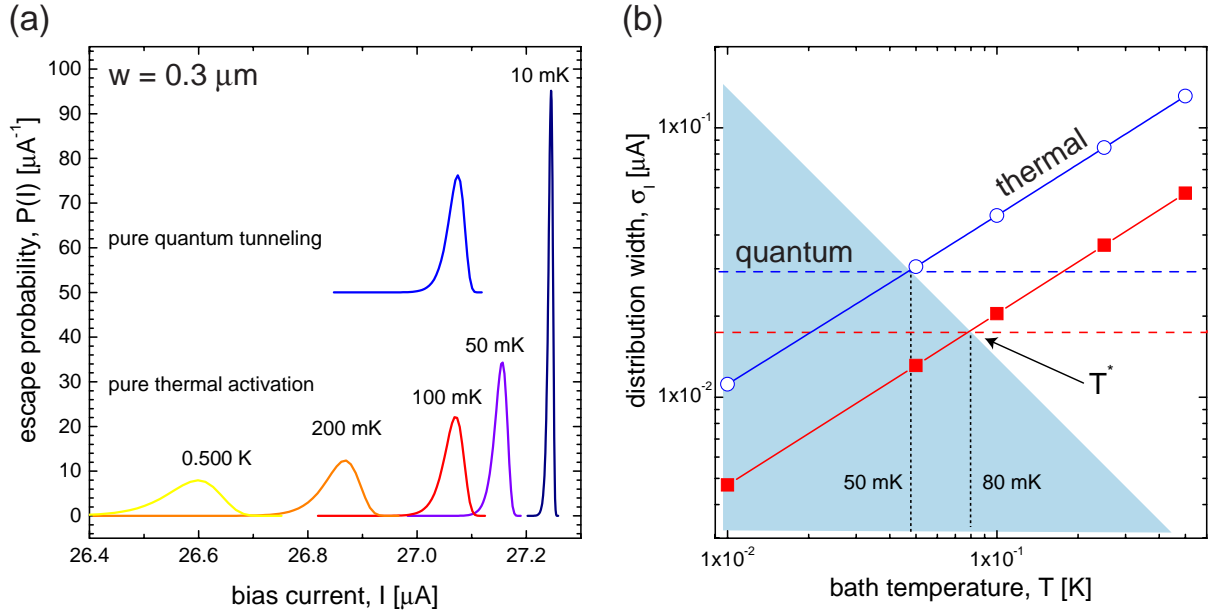 (a)
w = 0.3 μm
10 mK
pure quantum tunneling
50 mK
pure thermal activation
100 mK
200 mK
0.500 K
100
90
80
70
60
50
40
30
20
10
0
escape probability, P(I) [μA⁻¹]
26.4 26.6 26.8 27.0 27.2
bias current, I [μA]
(b)
thermal
quantum
T*
50 mK
80 mK
1x10⁻¹
1x10⁻²
distribution width, σI [μA]
1x10⁻² 1x10⁻¹
bath temperature, T [K]